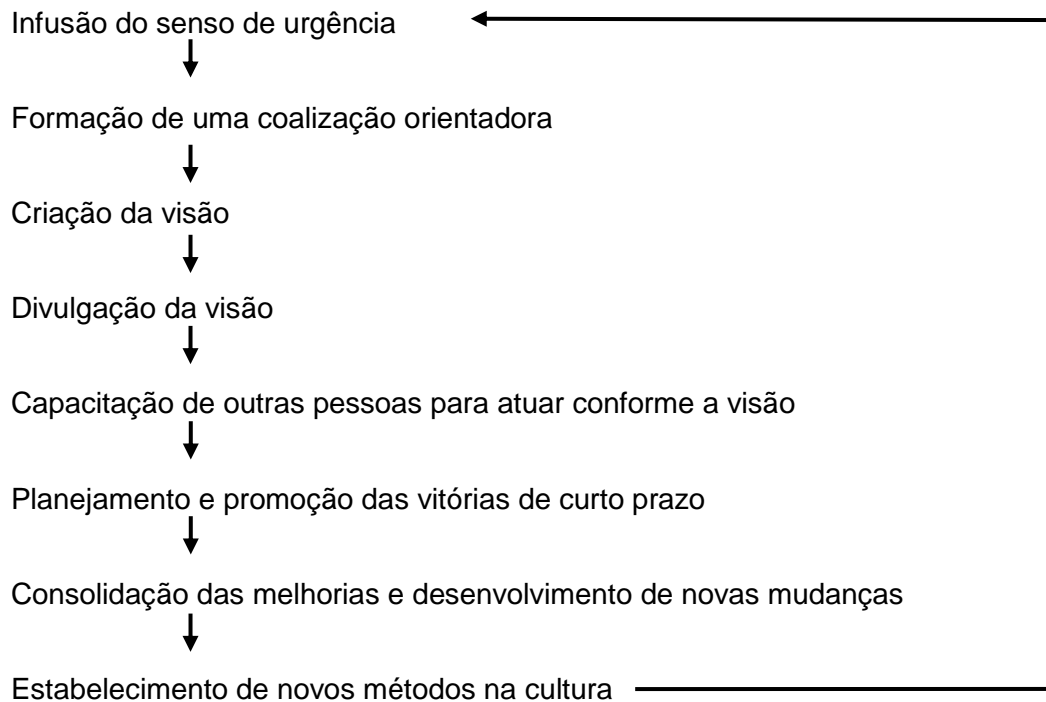 Infusão do senso de urgência
Formação de uma coalização orientadora
Criação da visão
Divulgação da visão
Capacitação de outras pessoas para atuar conforme a visão
Planejamento e promoção das vitórias de curto prazo
Consolidação das melhorias e desenvolvimento de novas mudanças
Estabelecimento de novos métodos na cultura